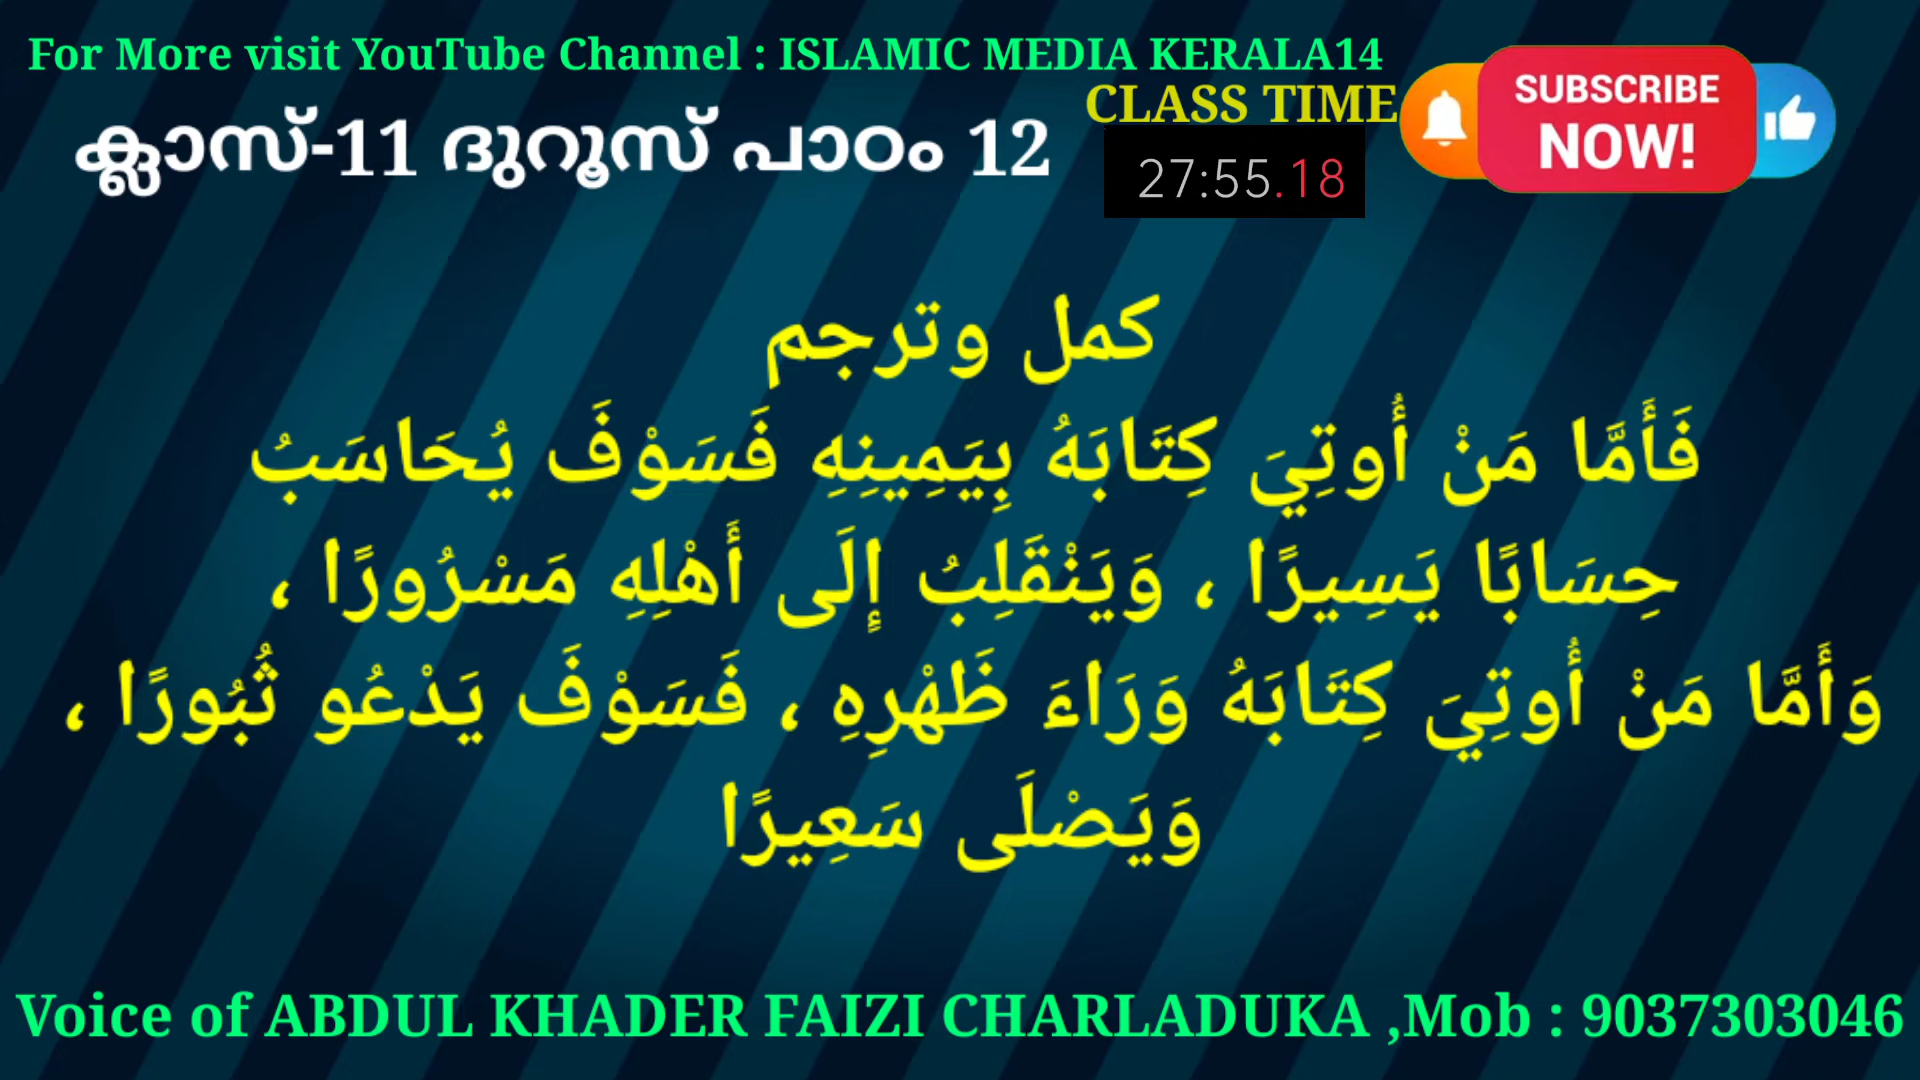 For More visit YouTube Channel : ISLAMIC MEDIA KERALA14
CLASS TIME
SUBSCRIBE
NOW!
ക്ലാസ്-11 ദുറൂസ് പാഠം 12
27:55.18
كمل وترجم
فَأَمَّا مَنْ أُوتِيَ كِتَابَهُ بِيَمِينِهِ فَسَوْفَ يُحَاسَبُ
حِسَابًا يَسِيرًا ، وَيَنْقَلِبُ إِلَى أَهْلِهِ مَسْرُورًا ،
وَأَمَّا مَنْ أُوتِيَ كِتَابَهُ وَرَاءَ ظَهْرِهِ ، فَسَوْفَ يَدْعُو ثُبُورًا ،
وَيَصْلَى سَعِيرًا
Voice of ABDUL KHADER FAIZI CHARLADUKA ,Mob : 9037303046